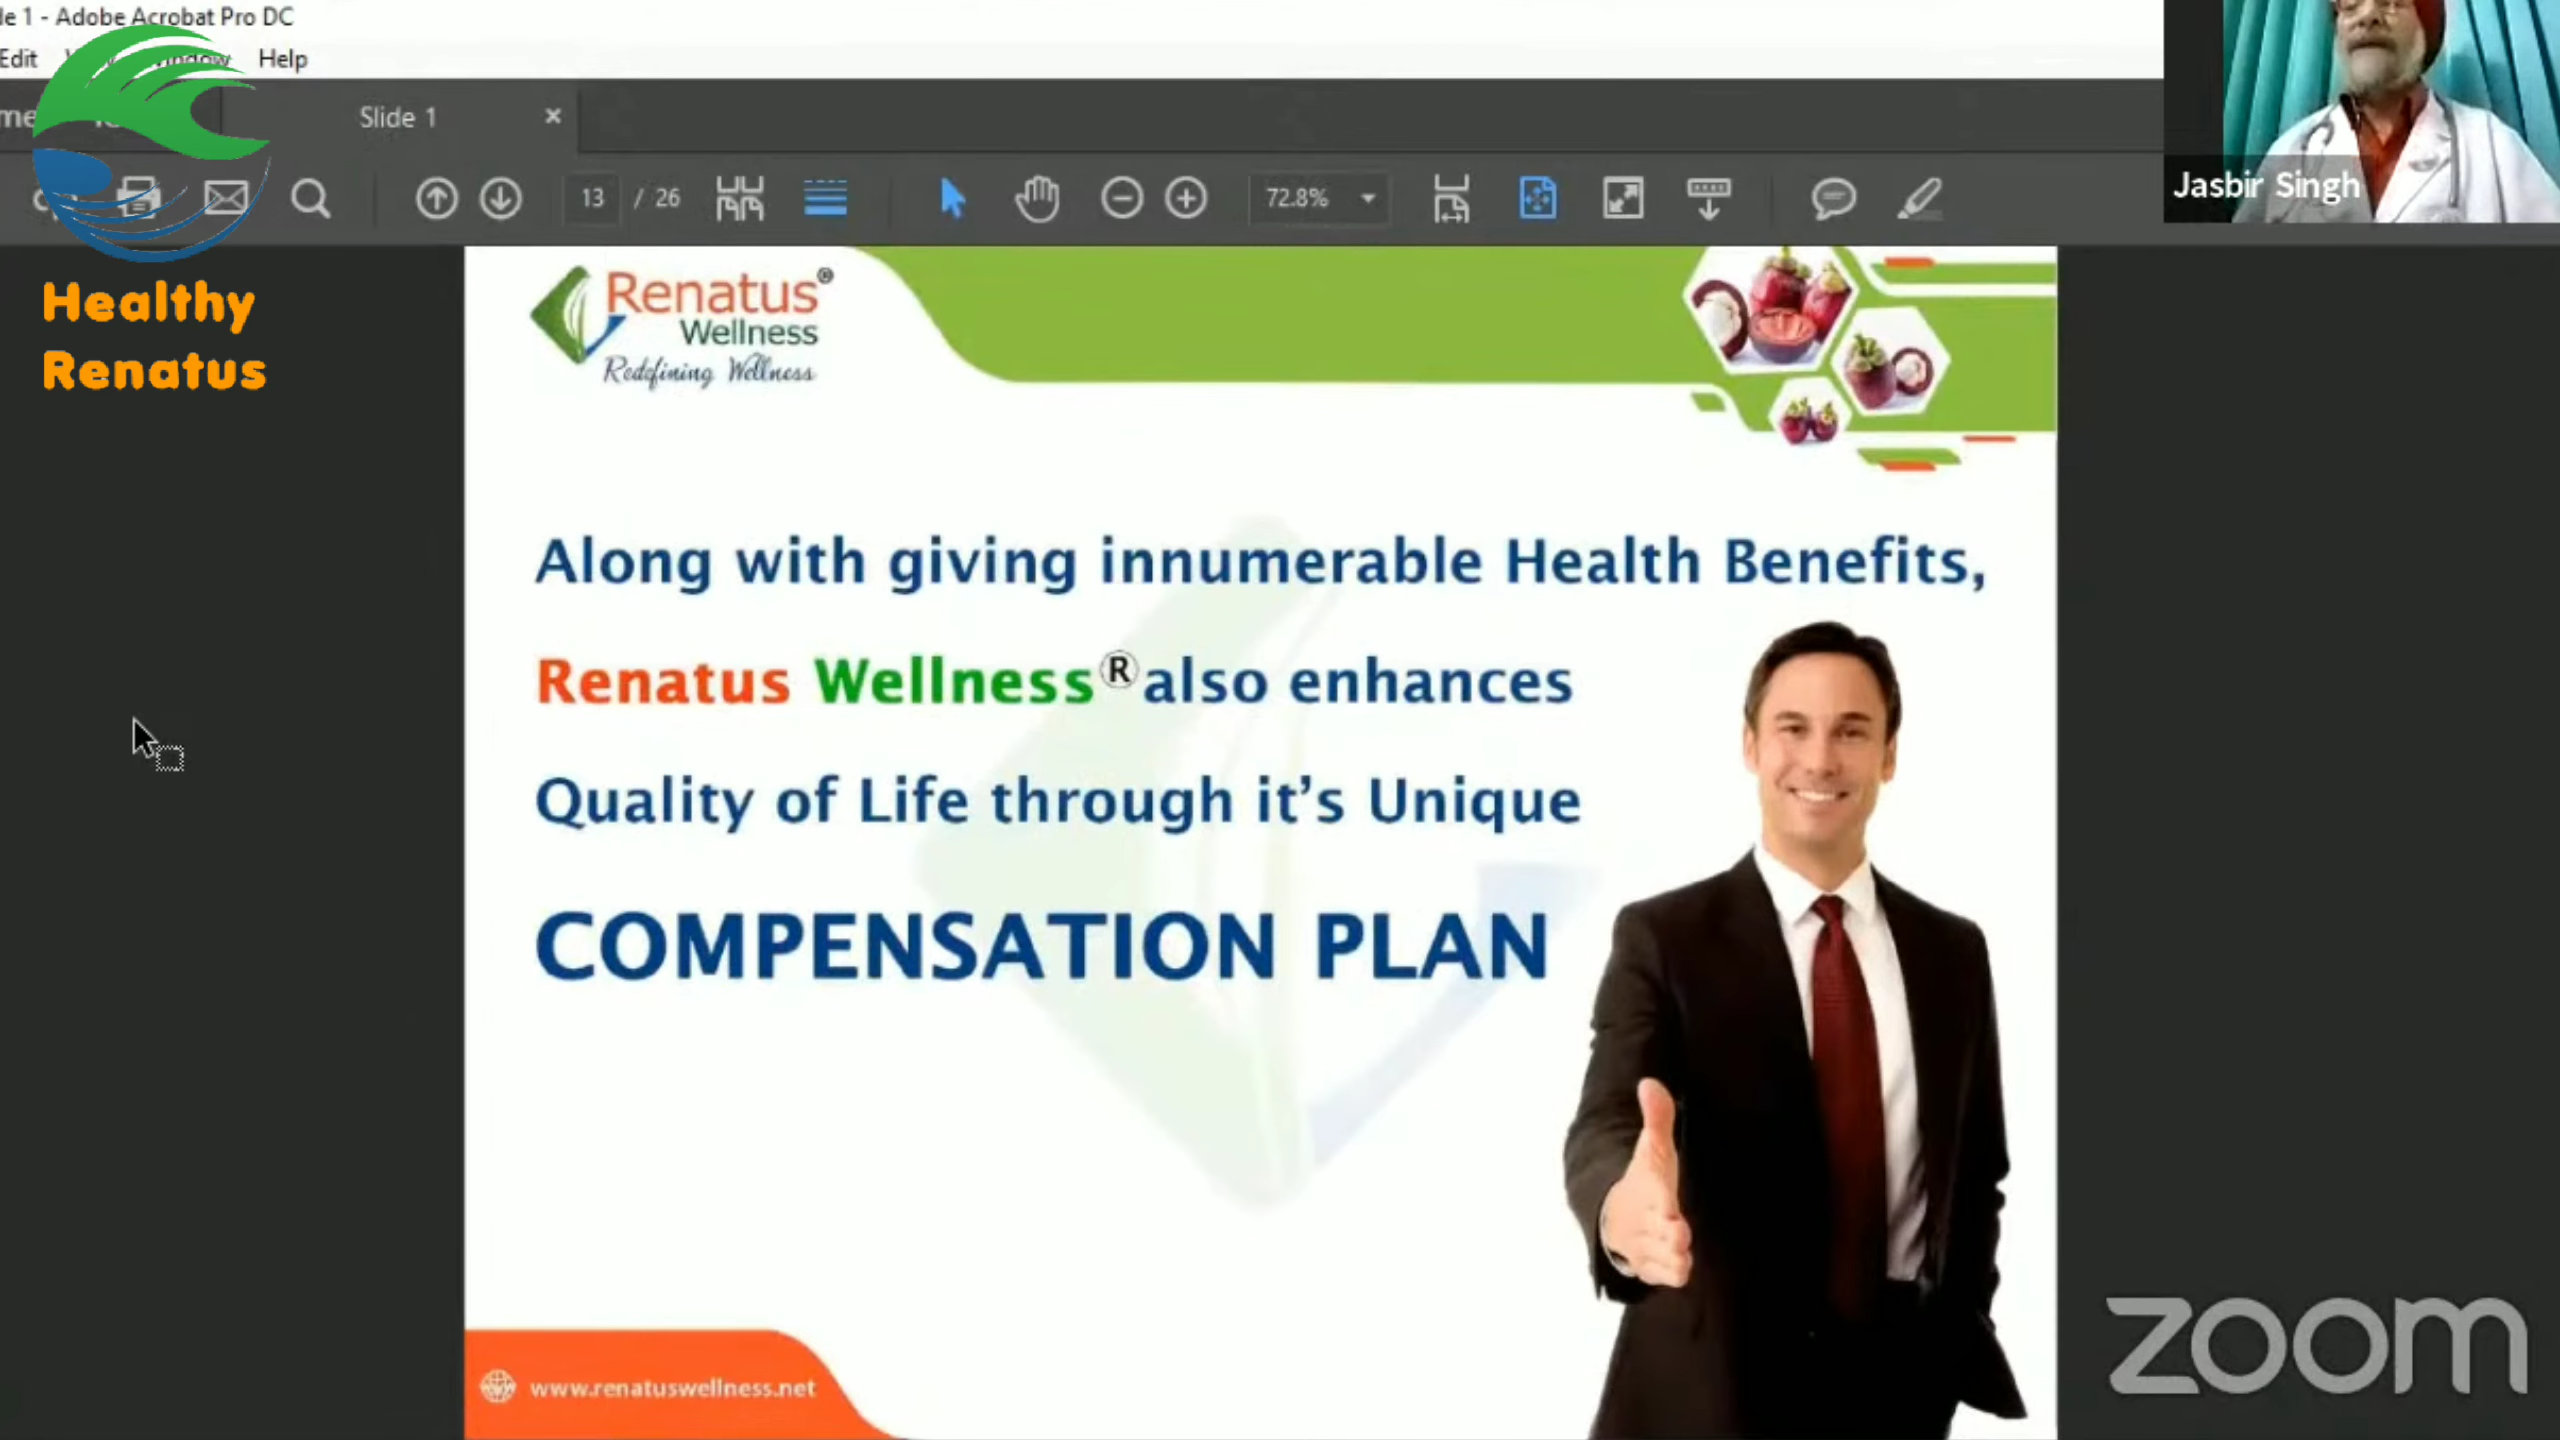 de 1 - Adobe Acrobat Pro DC
Edit Window Help
Slide 1
13 / 26
72.8%
Jasbir Singh
Healthy
Renatus
Renatus®
Wellness
Redefining Wellness
Along with giving innumerable Health Benefits,
Renatus Wellness® also enhances
Quality of Life through it's Unique
COMPENSATION PLAN
www.renatuswellness.net
zoom